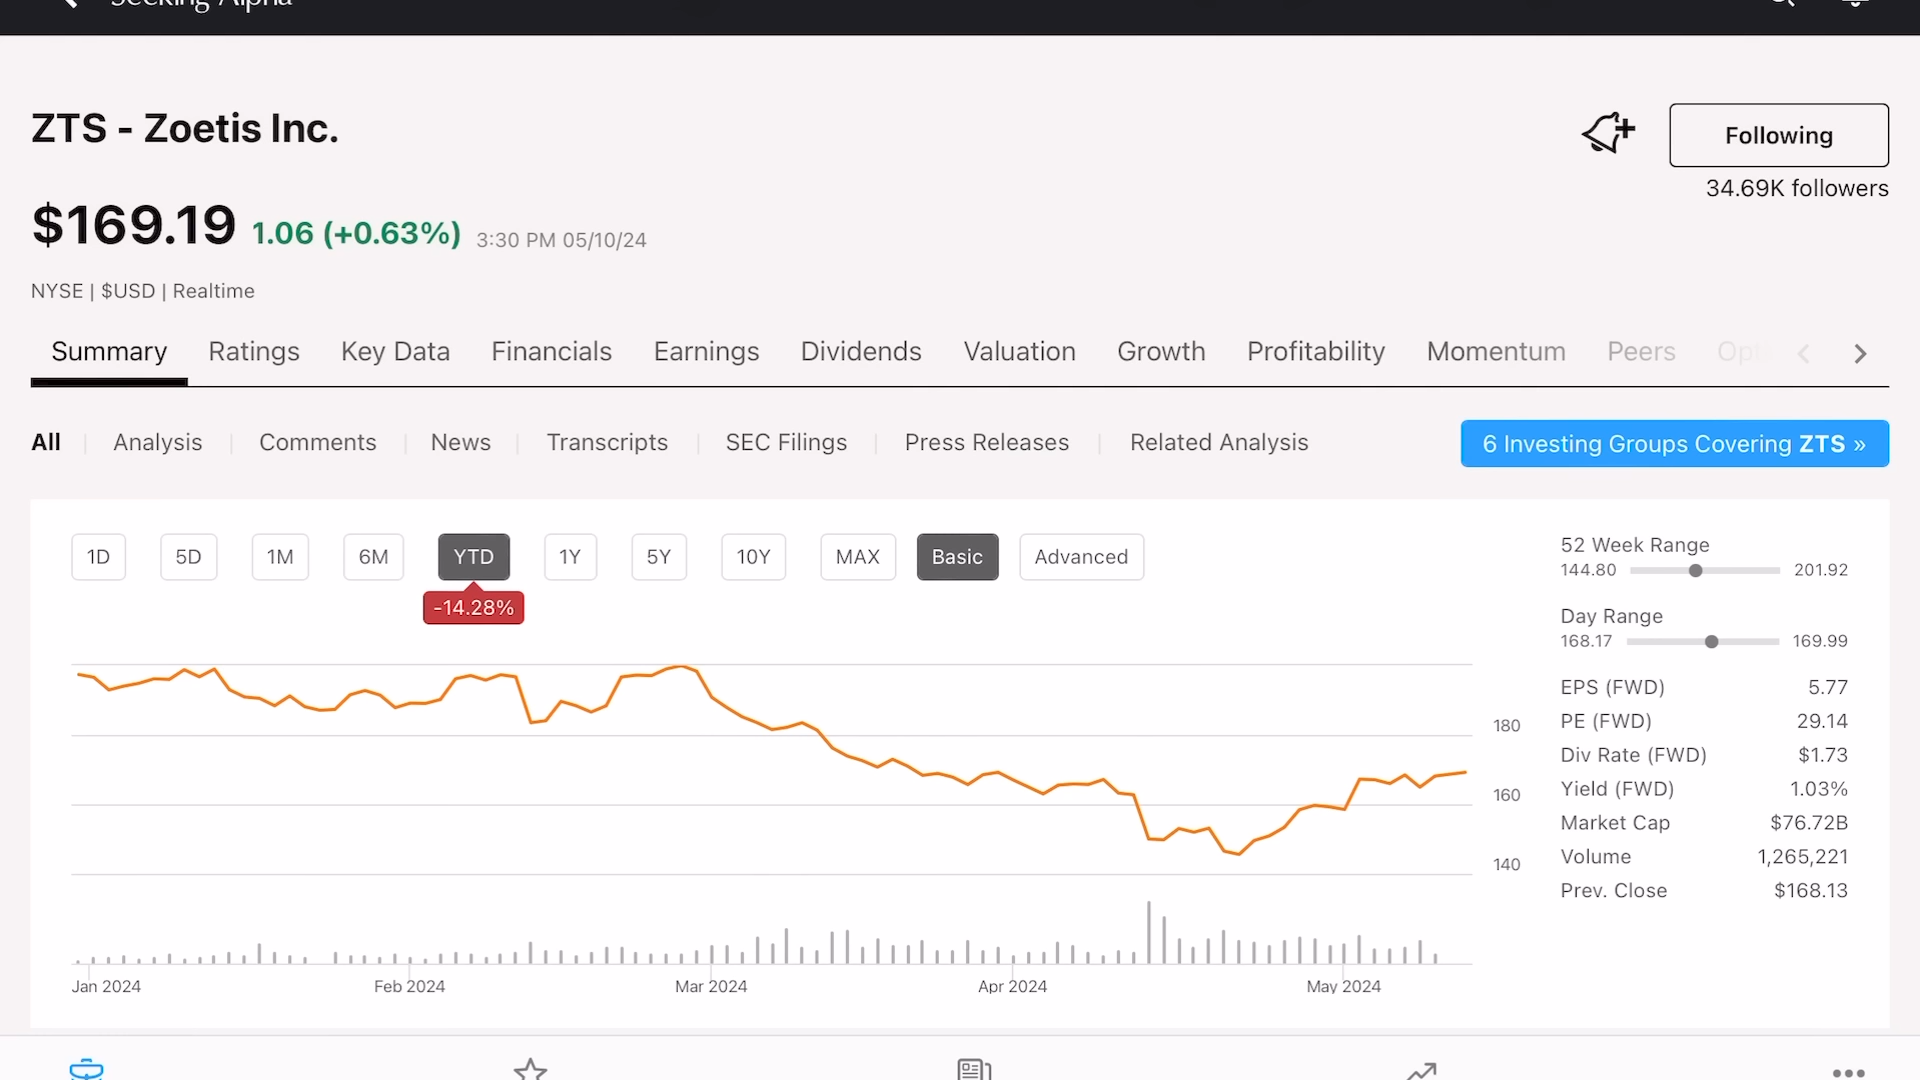 Seeking Alpha
ZTS - Zoetis Inc.
Following
34.69K followers
$169.19 1.06 (+0.63%) 3:30 PM 05/10/24
NYSE | $USD | Realtime
Summary Ratings Key Data Financials Earnings Dividends Valuation Growth Profitability Momentum Peers
All Analysis Comments News Transcripts SEC Filings Press Releases Related Analysis
6 Investing Groups Covering ZTS »
1D 5D 1M 6M YTD 1Y 5Y 10Y MAX Basic Advanced
-14.28%
180
160
140
Jan 2024 Feb 2024 Mar 2024 Apr 2024 May 2024
52 Week Range
144.80 201.92
Day Range
168.17 169.99
EPS (FWD) 5.77
PE (FWD) 29.14
Div Rate (FWD) $1.73
Yield (FWD) 1.03%
Market Cap $76.72B
Volume 1,265,221
Prev. Close $168.13